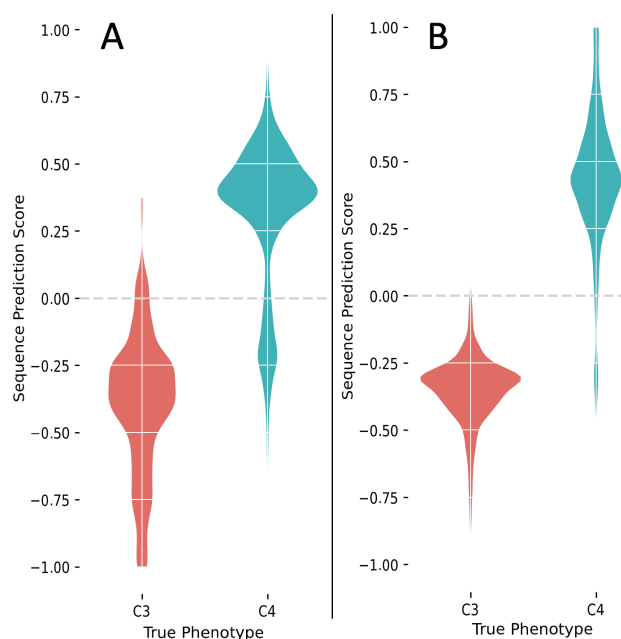 A
1.00
0.75
0.50
0.25
0.00
−0.25
−0.50
−0.75
−1.00
Sequence Prediction Score
C3
C4
True Phenotype
B
1.00
0.75
0.50
0.25
0.00
−0.25
−0.50
−0.75
−1.00
Sequence Prediction Score
C3
C4
True Phenotype